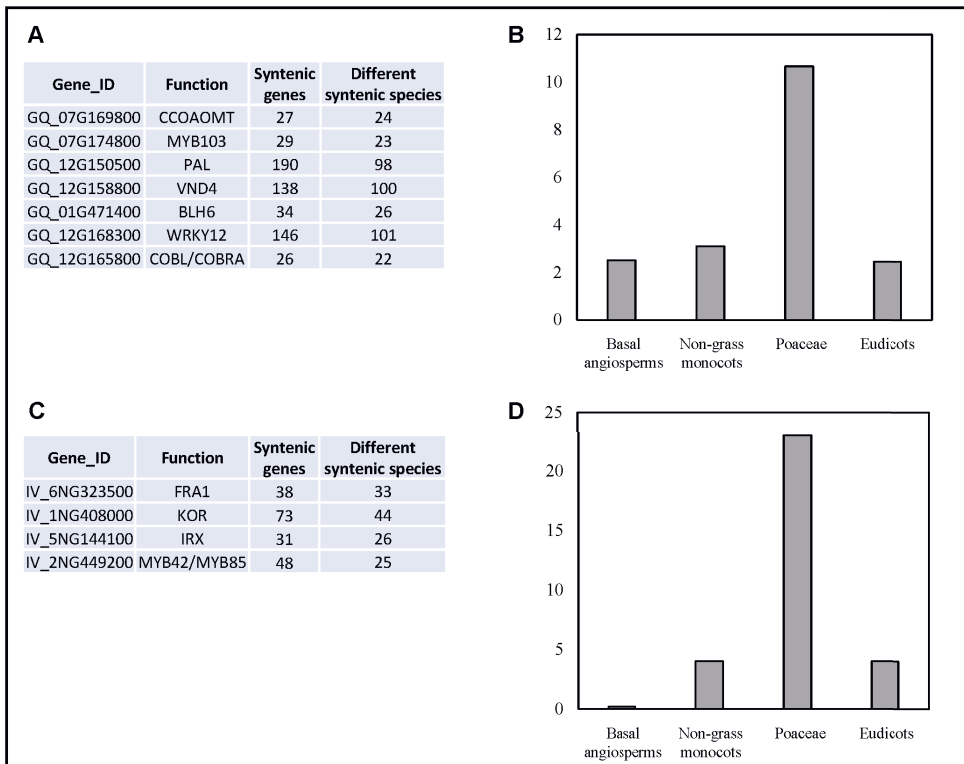 A
Gene_ID Function Syntenic genes Different syntenic species
GQ_07G169800 CCOAOMT 27 24
GQ_07G174800 MYB103 29 23
GQ_12G150500 PAL 190 98
GQ_12G158800 VND4 138 100
GQ_01G471400 BLH6 34 26
GQ_12G168300 WRKY12 146 101
GQ_12G165800 COBL/COBRA 26 22
B
12
10
8
6
4
2
0
Basal angiosperms
Non-grass monocots
Poaceae
Eudicots
C
Gene_ID Function Syntenic genes Different syntenic species
IV_6NG323500 FRA1 38 33
IV_1NG408000 KOR 73 44
IV_5NG144100 IRX 31 26
IV_2NG449200 MYB42/MYB85 48 25
D
25
20
15
10
5
0
Basal angiosperms
Non-grass monocots
Poaceae
Eudicots